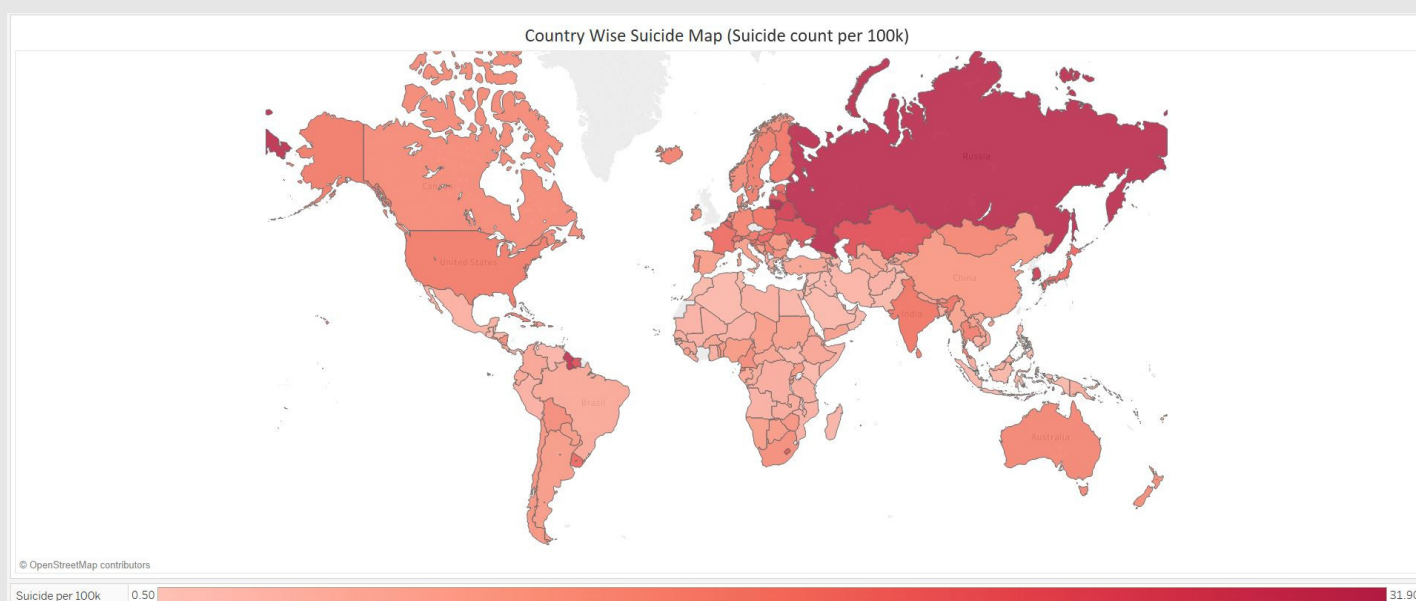 Country Wise Suicide Map (Suicide count per 100k)
Russia
Canada
United States
China
India
Brazil
Australia
© OpenStreetMap contributors
Suicide per 100k 0.50 31.90